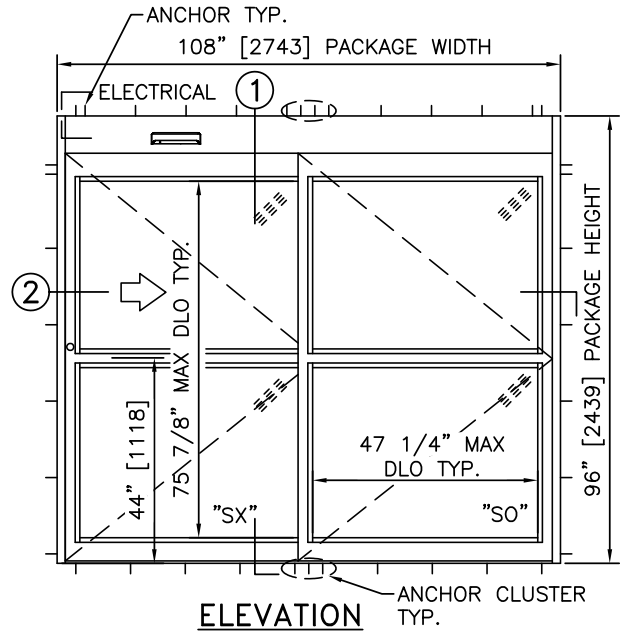 ANCHOR TYP.
108" [2743] PACKAGE WIDTH
ELECTRICAL
1
2
75 7/8" MAX DLO TYP.
44" [1118]
47 1/4" MAX
DLO TYP.
"SX"
"SO"
96" [2439] PACKAGE HEIGHT
ANCHOR CLUSTER
TYP.
ELEVATION